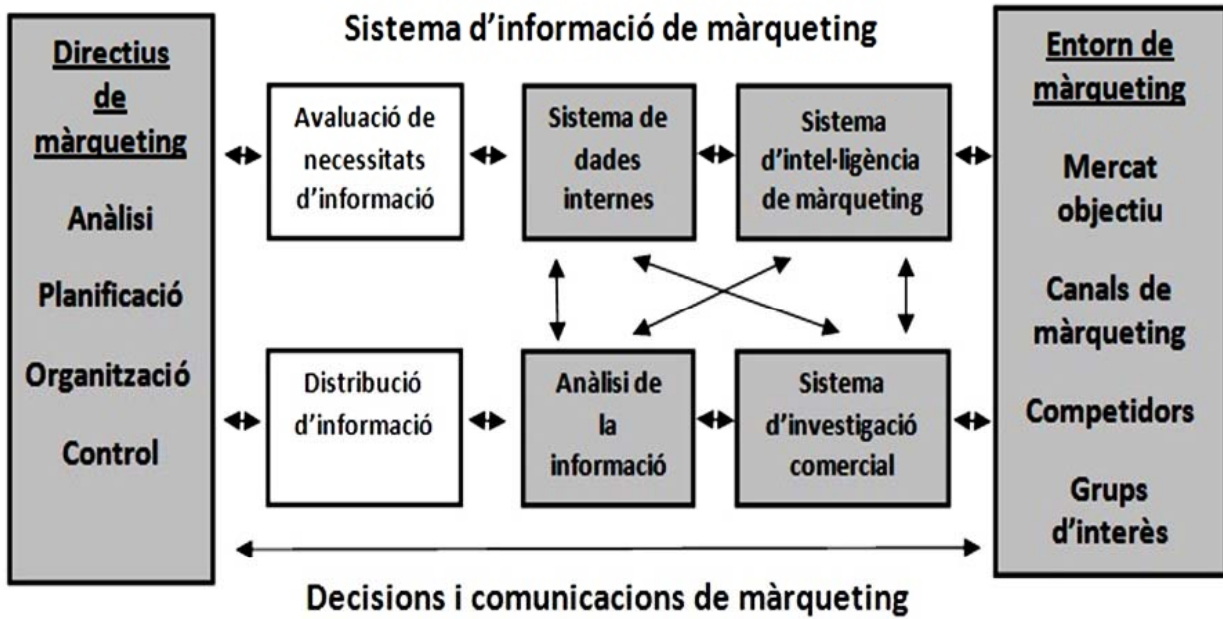 Sistema d’informació de màrqueting
Directius
de
màrqueting
Anàlisi
Planificació
Organització
Control
Avaluació de
necessitats
d’informació
Sistema de
dades
internes
Sistema
d’intel·ligència
de màrqueting
Distribució
d’informació
Anàlisi de
la
informació
Sistema
d’investigació
comercial
Entorn de
màrqueting
Mercat
objectiu
Canals de
màrqueting
Competidors
Grups
d’interès
Decisions i comunicacions de màrqueting